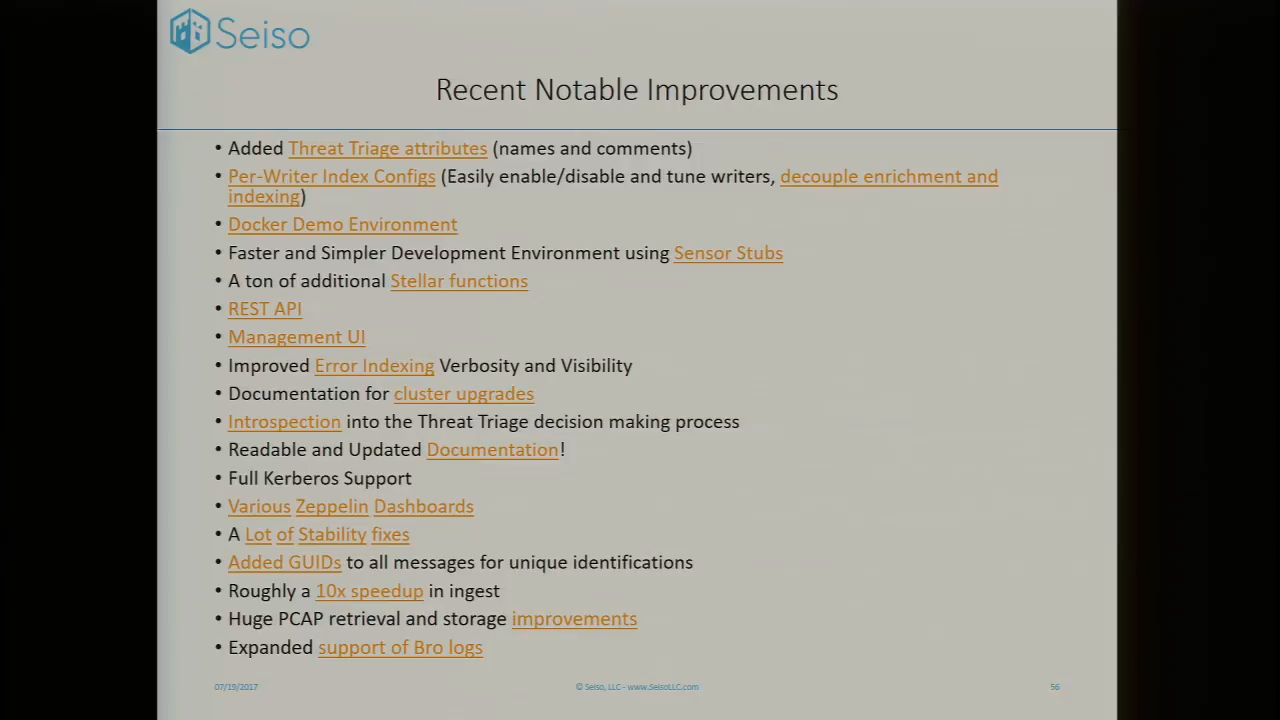 Seiso
Recent Notable Improvements
• Added Threat Triage attributes (names and comments)
• Per-Writer Index Configs (Easily enable/disable and tune writers, decouple enrichment and
indexing)
• Docker Demo Environment
• Faster and Simpler Development Environment using Sensor Stubs
• A ton of additional Stellar functions
• REST API
• Management UI
• Improved Error Indexing Verbosity and Visibility
• Documentation for cluster upgrades
• Introspection into the Threat Triage decision making process
• Readable and Updated Documentation!
• Full Kerberos Support
• Various Zeppelin Dashboards
• A Lot of Stability fixes
• Added GUIDs to all messages for unique identifications
• Roughly a 10x speedup in ingest
• Huge PCAP retrieval and storage improvements
• Expanded support of Bro logs
07/19/2017 © Seiso, LLC - www.SeisoLLC.com 56